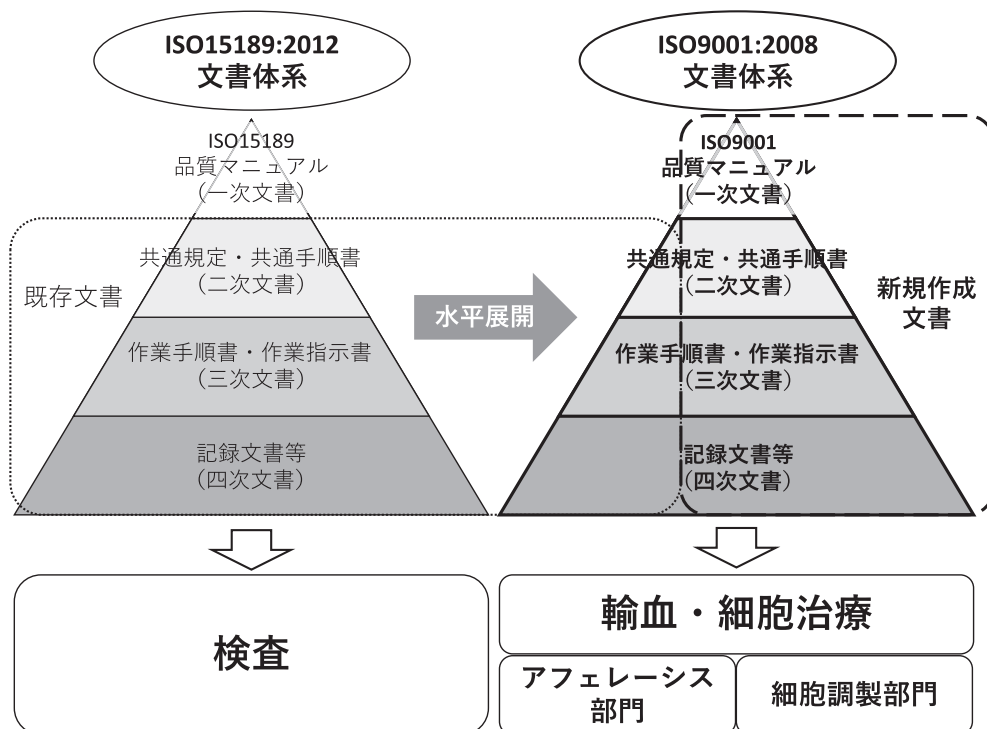 ISO15189:2012
文書体系
ISO15189
品質マニュアル
(一次文書)
共通規定・共通手順書
(二次文書)
既存文書
作業手順書・作業指示書
(三次文書)
記録文書等
(四次文書)
検査
水平展開
ISO9001:2008
文書体系
ISO9001
品質マニュアル
(一次文書)
共通規定・共通手順書
(二次文書)
新規作成
文書
作業手順書・作業指示書
(三次文書)
記録文書等
(四次文書)
輸血・細胞治療
アフェレーシス
部門
細胞調製部門